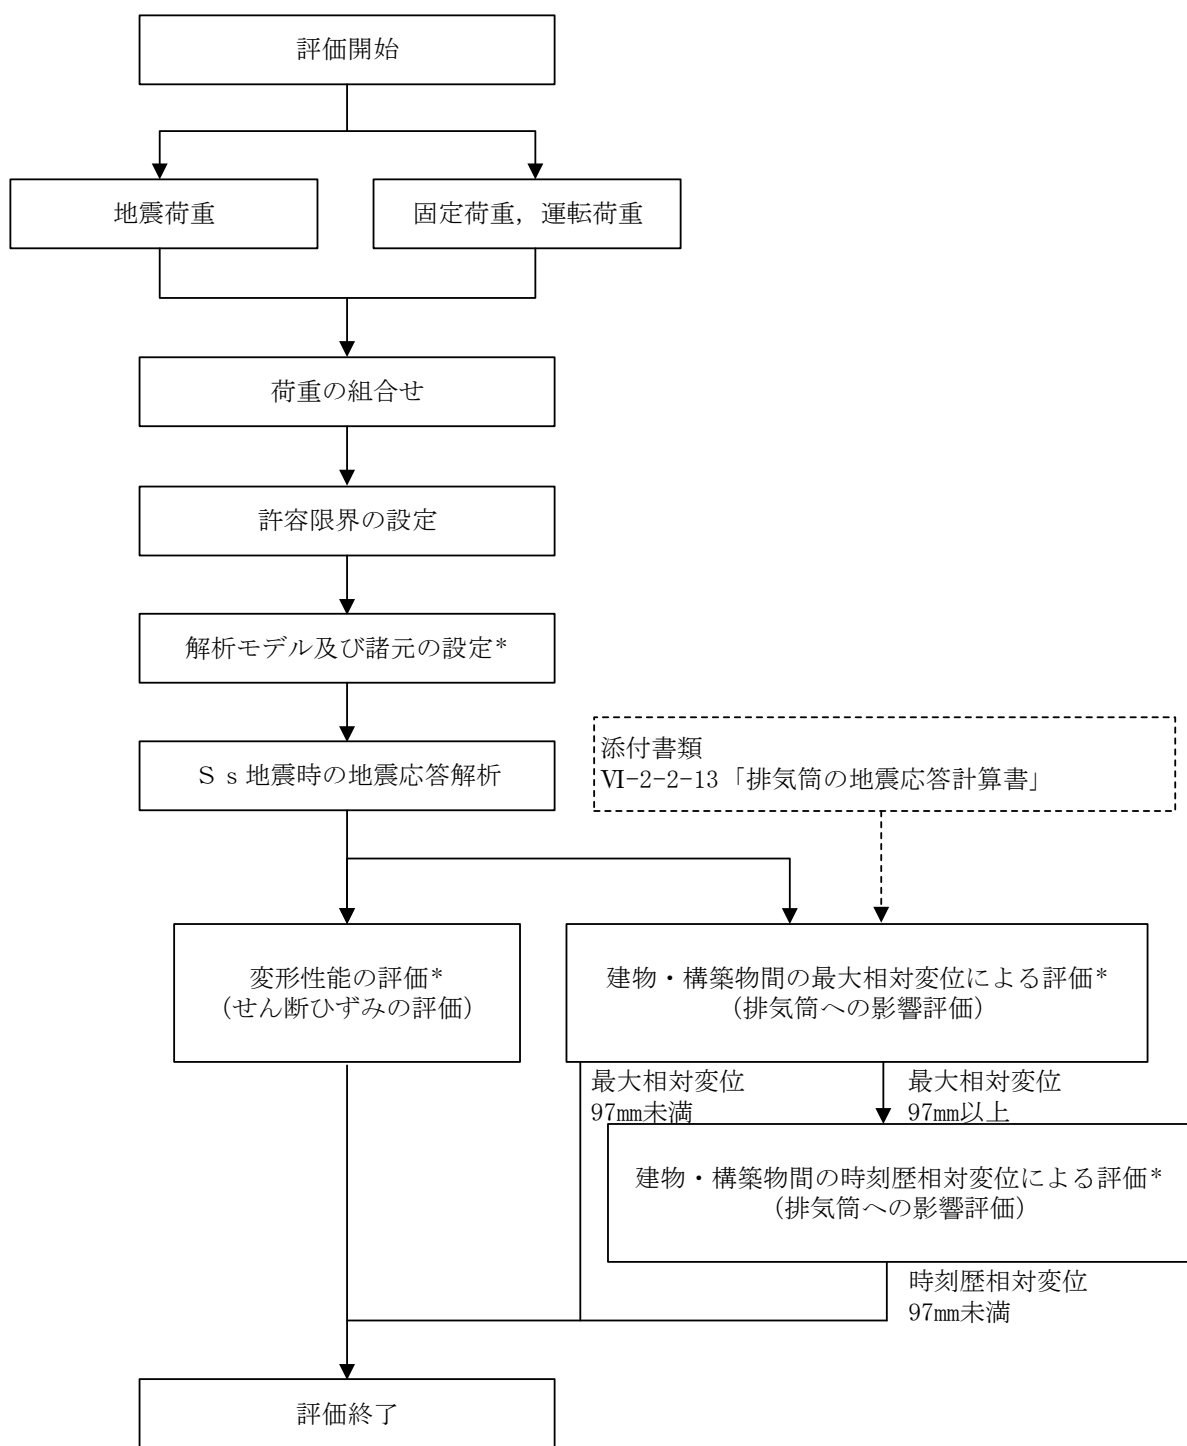 評価開始
地震荷重
固定荷重，運転荷重
荷重の組合せ
許容限界の設定
解析モデル及び諸元の設定*
Ｓｓ地震時の地震応答解析
添付書類
Ⅵ-2-2-13「排気筒の地震応答計算書」
変形性能の評価*
（せん断ひずみの評価）
建物・構築物間の最大相対変位による評価*
（排気筒への影響評価）
最大相対変位
97㎜未満
最大相対変位
97㎜以上
建物・構築物間の時刻歴相対変位による評価*
（排気筒への影響評価）
時刻歴相対変位
97㎜未満
評価終了